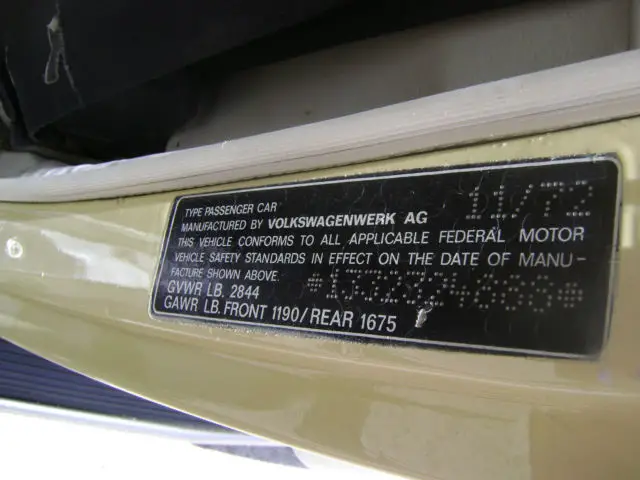 TYPE PASSENGER CAR
MANUFACTURED BY VOLKSWAGENWERK AG 11/72
THIS VEHICLE CONFORMS TO ALL APPLICABLE FEDERAL MOTOR
VEHICLE SAFETY STANDARDS IN EFFECT ON THE DATE OF MANU-
FACTURE SHOWN ABOVE.
GVWR LB. 2844
GAWR LB. FRONT 1190/REAR 1675